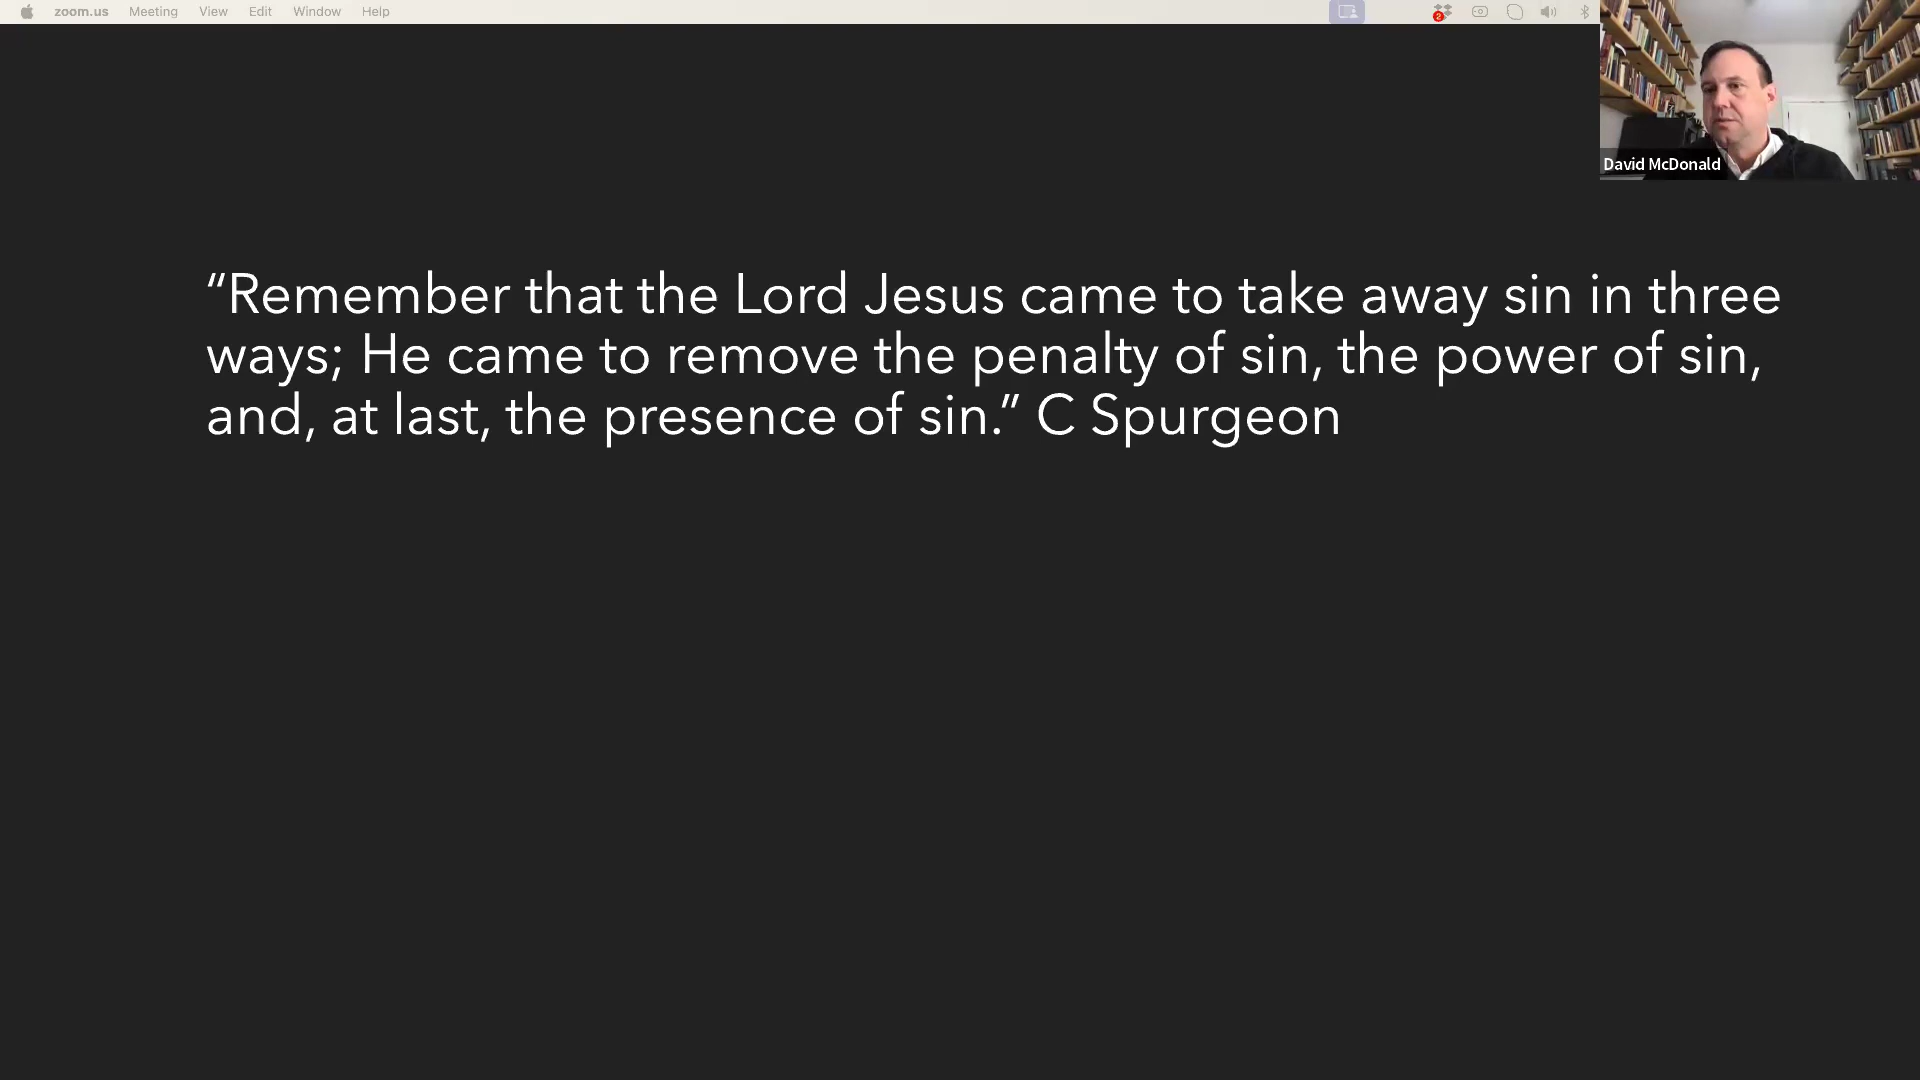 zoom.us Meeting View Edit Window Help
2
David McDonald
“Remember that the Lord Jesus came to take away sin in three
ways; He came to remove the penalty of sin, the power of sin,
and, at last, the presence of sin.” C Spurgeon